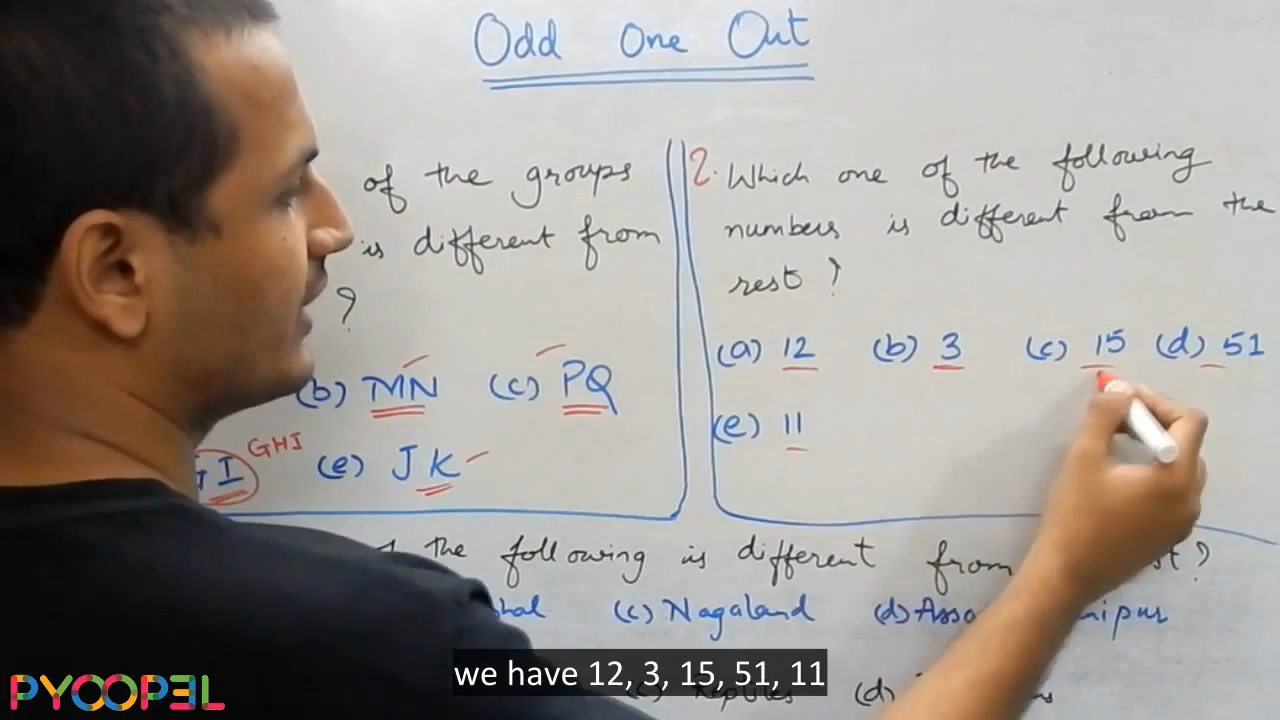 Odd One Out
of the groups
is different from
?
(b) MN (c) PQ
GI GHI (e) JK
2. Which one of the following
numbers is different from the
rest ?
(a) 12 (b) 3 (c) 15 (d) 51
(e) 11
the following is different from
(c) Nagaland (d)
we have 12, 3, 15, 51, 11
(c) Reptiles (d)
PYOOPEL